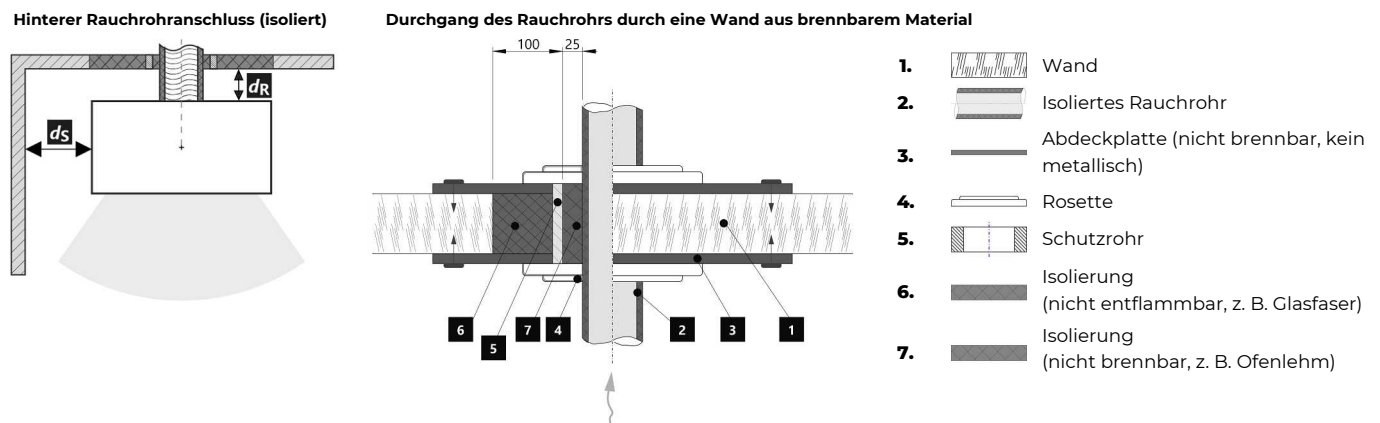 Hinterer Rauchrohranschluss (isoliert)
Durchgang des Rauchrohrs durch eine Wand aus brennbarem Material
dR
dS
100
25
6
5
7
4
2
3
1
1. Wand
2. Isoliertes Rauchrohr
3. Abdeckplatte (nicht brennbar, kein
metallisch)
4. Rosette
5. Schutzrohr
6. Isolierung
(nicht entflammbar, z. B. Glasfaser)
7. Isolierung
(nicht brennbar, z. B. Ofenlehm)